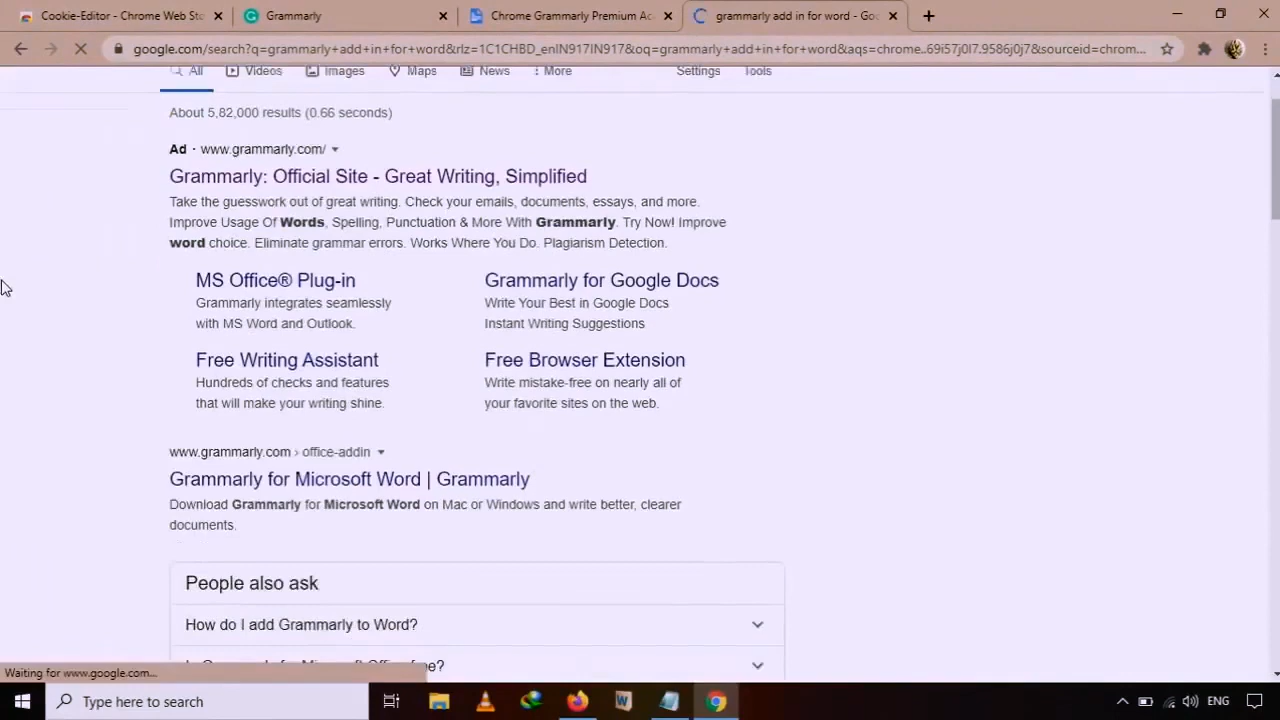 Cookie-Editor - Chrome Web Sto
Grammarly
Chrome Grammarly Premium Ac
grammarly add in for word - Goo
google.com/search?q=grammarly+add+in+for+word&rlz=1C1CHBD_enIN917IN917&oq=grammarly+add+in+for+word&aqs=chrome..69i57j0l7.9586j0j7&sourceid=chrom...
All Videos Images Maps News More Settings Tools
About 5,82,000 results (0.66 seconds)
Ad · www.grammarly.com/
Grammarly: Official Site - Great Writing, Simplified
Take the guesswork out of great writing. Check your emails, documents, essays, and more.
Improve Usage Of Words, Spelling, Punctuation & More With Grammarly. Try Now! Improve
word choice. Eliminate grammar errors. Works Where You Do. Plagiarism Detection.
MS Office® Plug-in
Grammarly integrates seamlessly
with MS Word and Outlook.
Grammarly for Google Docs
Write Your Best in Google Docs
Instant Writing Suggestions
Free Writing Assistant
Hundreds of checks and features
that will make your writing shine.
Free Browser Extension
Write mistake-free on nearly all of
your favorite sites on the web.
www.grammarly.com › office-addin
Grammarly for Microsoft Word | Grammarly
Download Grammarly for Microsoft Word on Mac or Windows and write better, clearer
documents.
People also ask
How do I add Grammarly to Word?
Is Grammarly for Microsoft Office free?
Waiting for www.google.com...
Type here to search
ENG